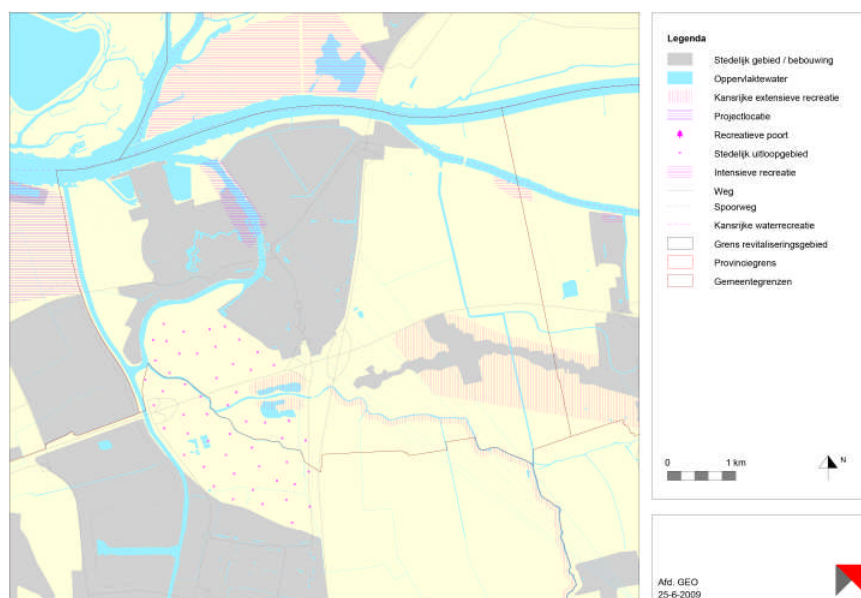 Legenda
Stedelijk gebied / bebouwing
Oppervlaktewater
Kansrijke extensieve recreatie
Projectlocatie
Recreatieve poort
Stedelijk uitloopgebied
Intensieve recreatie
Weg
Spoorweg
Kansrijke waterrecreatie
Grens revitaliseringsgebied
Provinciegrens
Gemeentegrenzen
0 1 km
N
Afd. GEO
25-6-2009